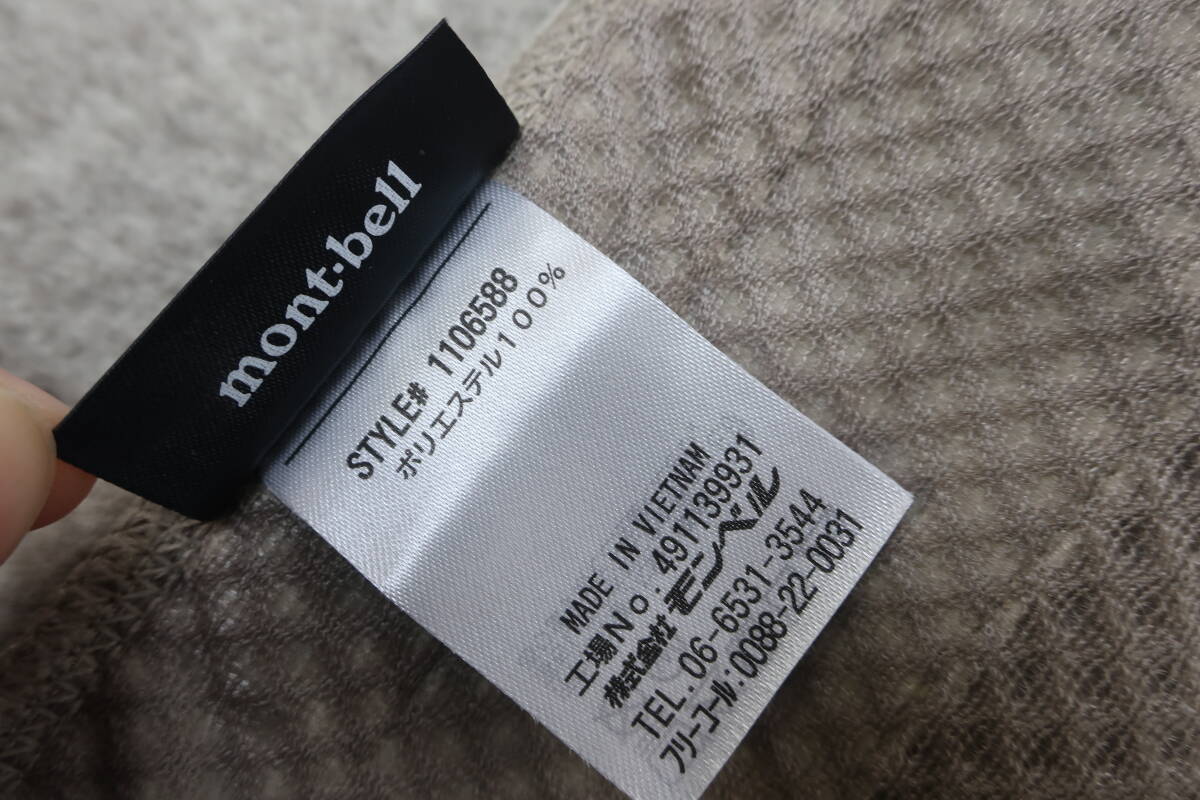 mont-bell
STYLE# 1106588
ポリエステル100%
MADE IN VIETNAM
工場No:491139931
株式会社モンベル
TEL.06-6531-3544
フリーコール:0088-22-0031